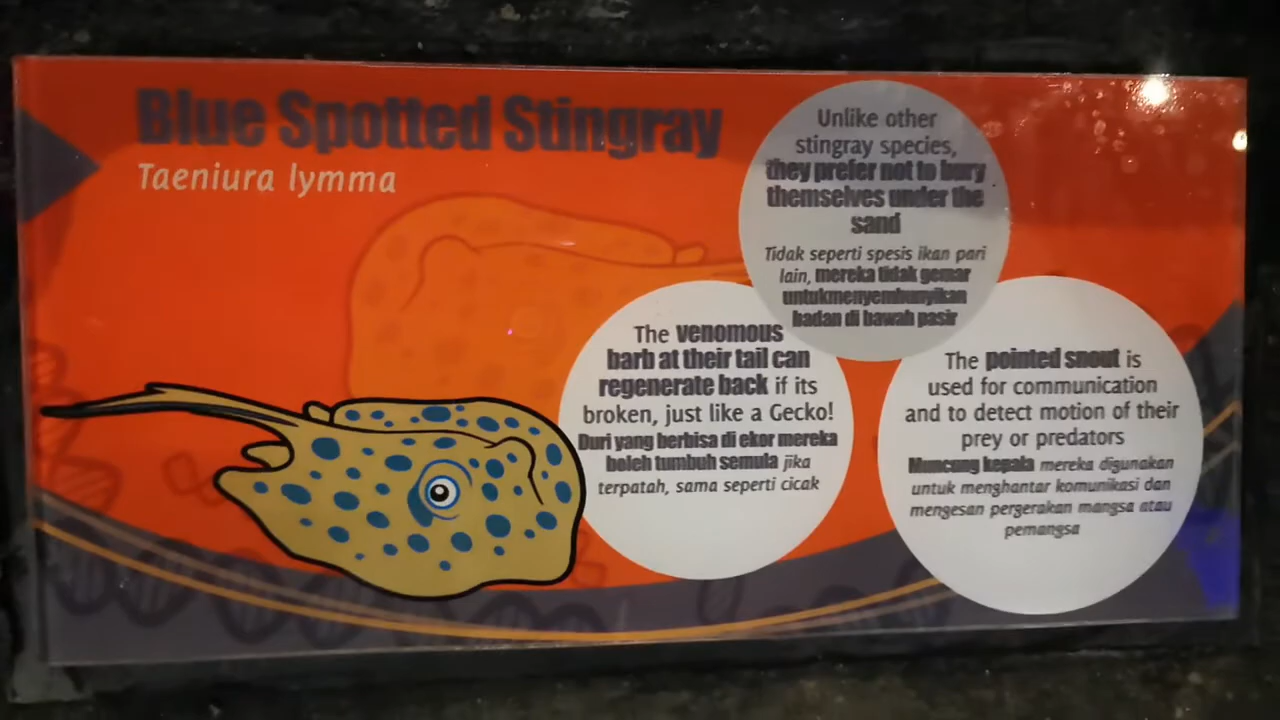 Blue Spotted Stingray
Taeniura lymma
Unlike other
stingray species,
they prefer not to bury
themselves under the
sand
Tidak seperti spesis ikan pari
lain, mereka tidak gemar
untukmenyembunyikan
badan di bawah pasir
The venomous
barb at their tail can
regenerate back if its
broken, just like a Gecko!
Duri yang berbisa di ekor mereka
boleh tumbuh semula jika
terpatah, sama seperti cicak
The pointed snout is
used for communication
and to detect motion of their
prey or predators
Muncung kepala mereka digunakan
untuk menghantar komunikasi dan
mengesan pergerakan mangsa atau
pemangsa